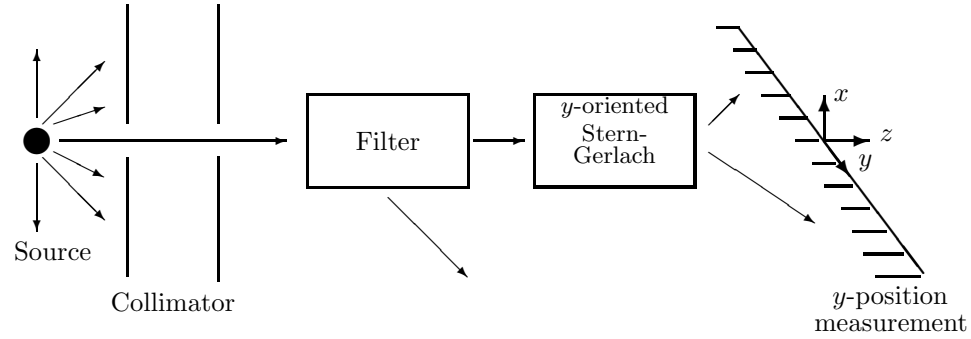 Source
Collimator
Filter
y-oriented
Stern-
Gerlach
x
z
y
y-position
measurement